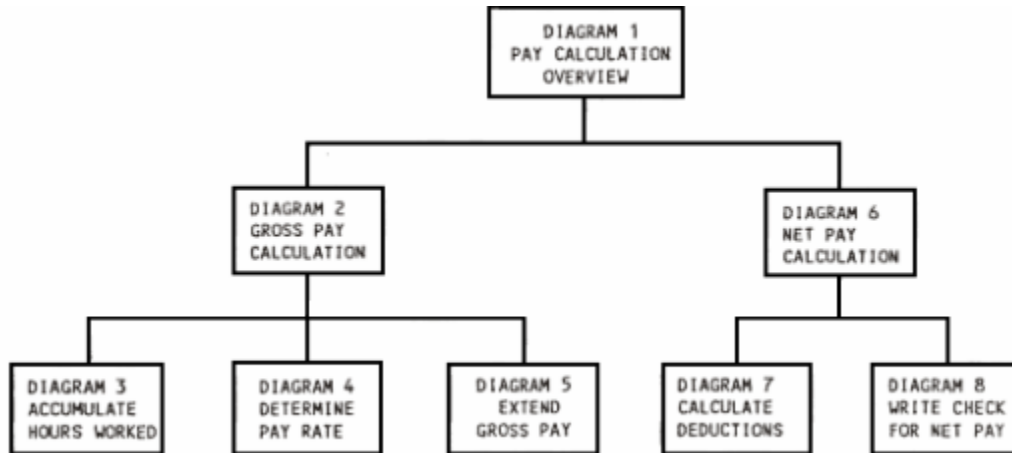 DIAGRAM 1
PAY CALCULATION
OVERVIEW
DIAGRAM 2
GROSS PAY
CALCULATION
DIAGRAM 6
NET PAY
CALCULATION
DIAGRAM 3
ACCUMULATE
HOURS WORKED
DIAGRAM 4
DETERMINE
PAY RATE
DIAGRAM 5
EXTEND
GROSS PAY
DIAGRAM 7
CALCULATE
DEDUCTIONS
DIAGRAM 8
WRITE CHECK
FOR NET PAY